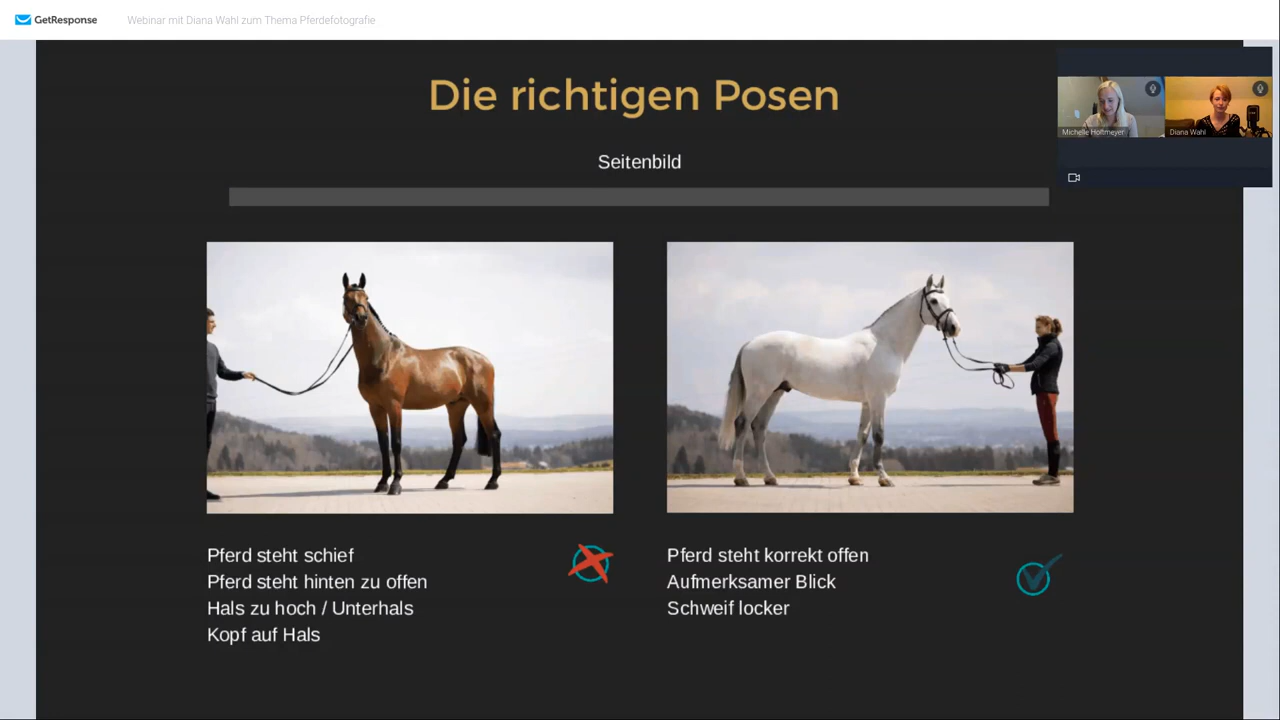 GetResponse
Webinar mit Diana Wahl zum Thema Pferdefotografie
Die richtigen Posen
Seitenbild
Michelle Holtmeyer
Diana Wahl
Pferd steht schief
Pferd steht hinten zu offen
Hals zu hoch / Unterhals
Kopf auf Hals
Pferd steht korrekt offen
Aufmerksamer Blick
Schweif locker